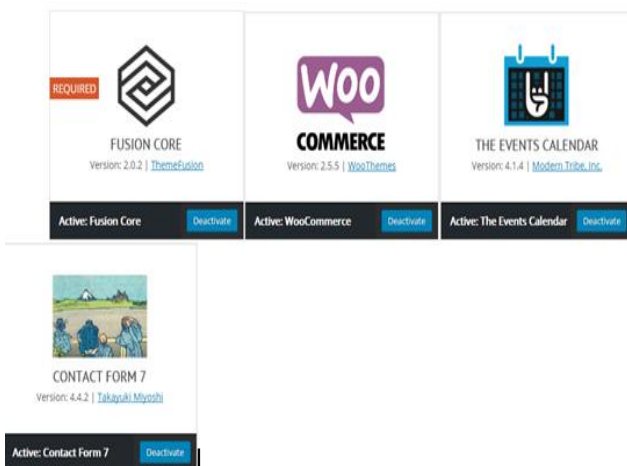 REQUIRED
FUSION CORE
Version: 2.0.2 | ThemeFusion
Active: Fusion Core
Deactivate
WOO
COMMERCE
Version: 2.5.5 | WooThemes
Active: WooCommerce
Deactivate
THE EVENTS CALENDAR
Version: 4.1.4 | Modern Tribe, Inc.
Active: The Events Calendar
Deactivate
CONTACT FORM 7
Version: 4.4.2 | Takayuki Miyoshi
Active: Contact Form 7
Deactivate